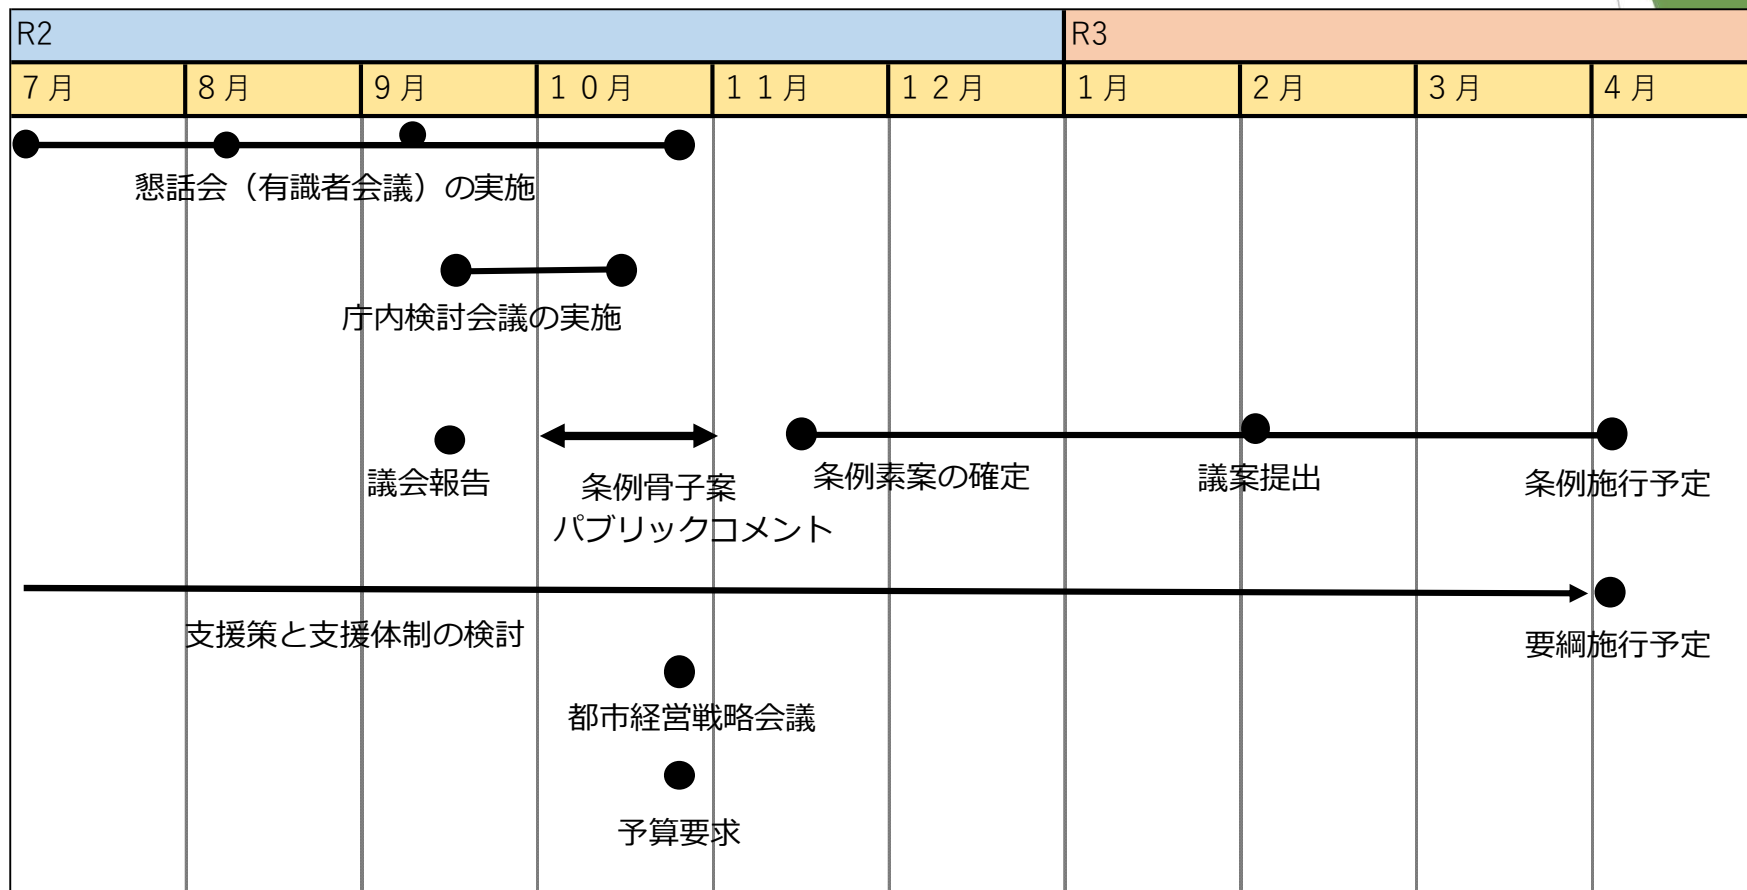 R2
R3
7月
8月
9月
10月
11月
12月
1月
2月
3月
4月
懇話会（有識者会議）の実施
庁内検討会議の実施
議会報告
条例骨子案
パブリックコメント
条例素案の確定
議案提出
条例施行予定
支援策と支援体制の検討
要綱施行予定
都市経営戦略会議
予算要求